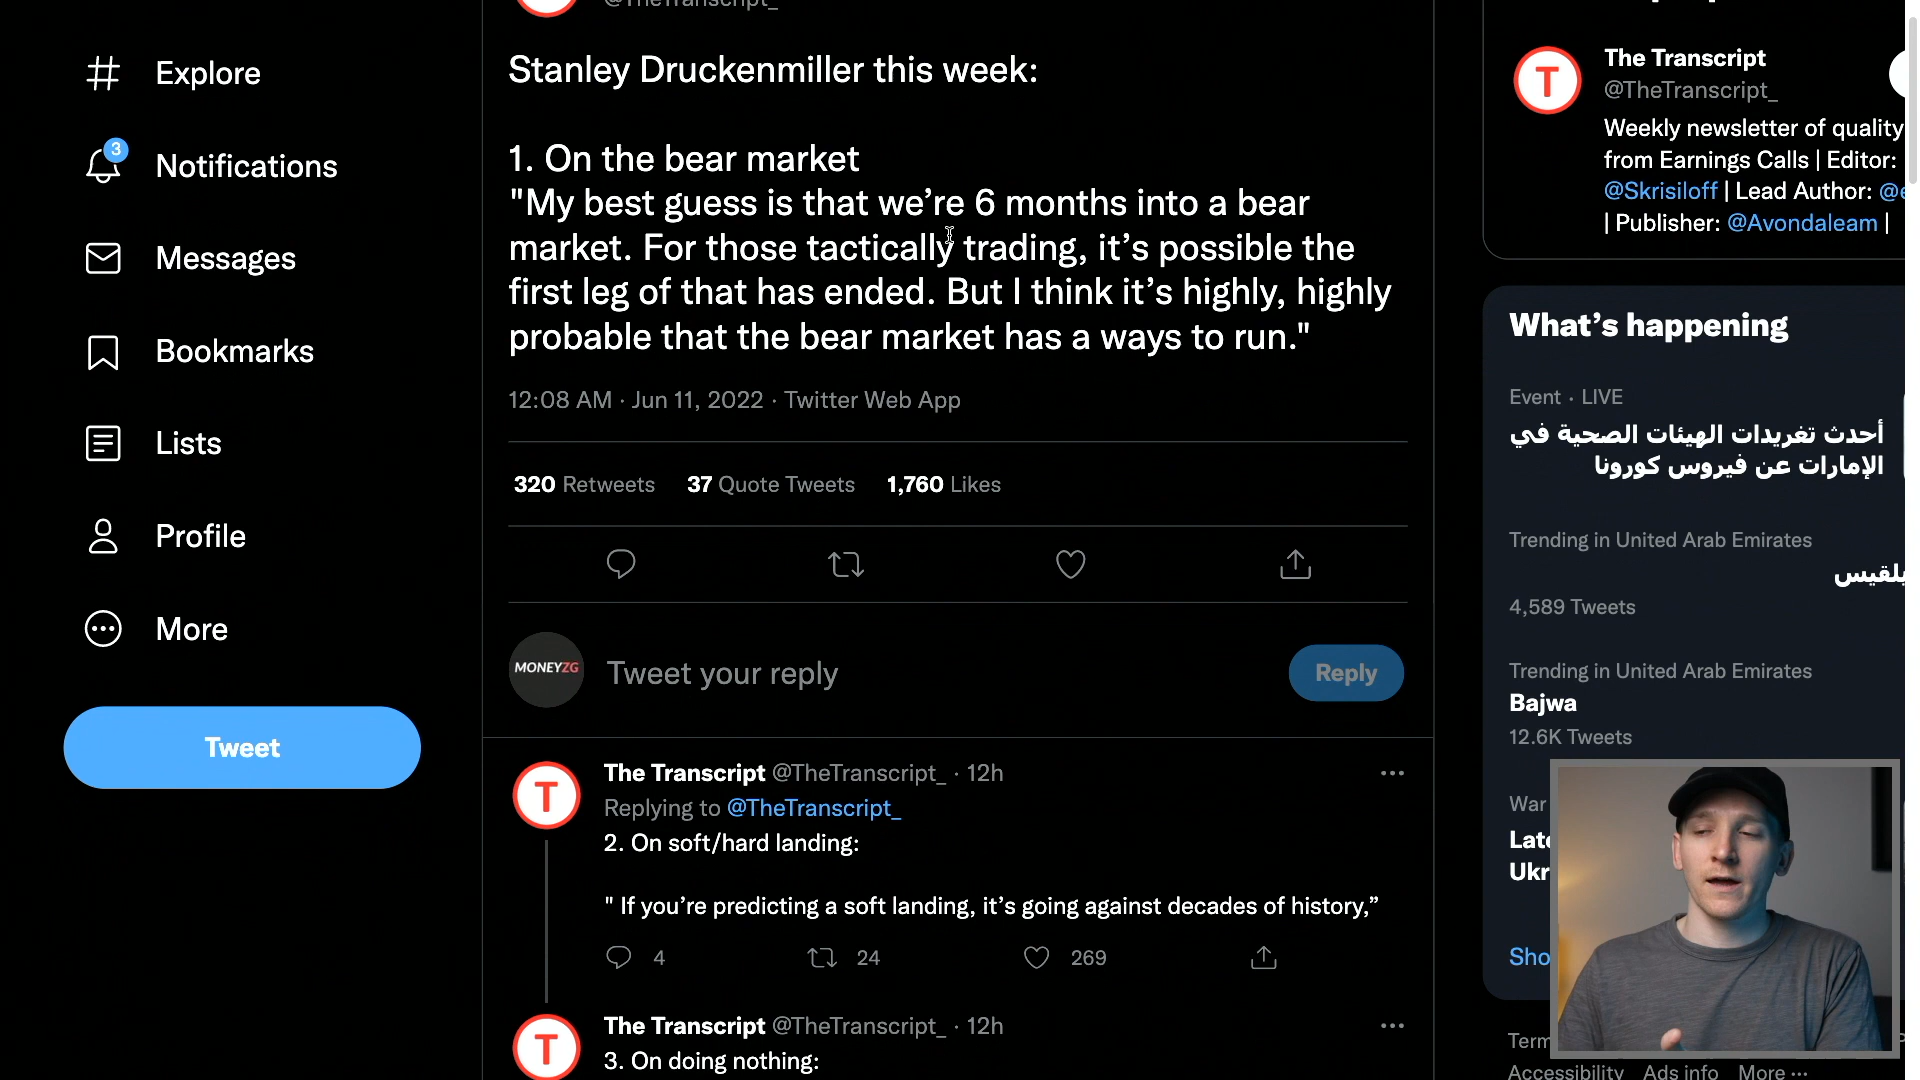 Explore
3
Notifications
Messages
Bookmarks
Lists
Profile
More
Tweet
@TheTranscript_
Stanley Druckenmiller this week:
1. On the bear market
"My best guess is that we’re 6 months into a bear
market. For those tactically trading, it’s possible the
first leg of that has ended. But I think it’s highly, highly
probable that the bear market has a ways to run."
12:08 AM · Jun 11, 2022 · Twitter Web App
320 Retweets 37 Quote Tweets 1,760 Likes
MONEYZG
Tweet your reply
Reply
T
The Transcript @TheTranscript_ · 12h
Replying to @TheTranscript_
2. On soft/hard landing:
" If you’re predicting a soft landing, it’s going against decades of history,”
4 24 269
T
The Transcript @TheTranscript_ · 12h
3. On doing nothing:
T
The Transcript
@TheTranscript_
Weekly newsletter of quality
from Earnings Calls | Editor:
@Skrisiloff | Lead Author:
| Publisher: @Avondaleam |
What’s happening
Event · LIVE
أحدث تغريدات الهيئات الصحية في
الإمارات عن فيروس كورونا
Trending in United Arab Emirates
4,589 Tweets
Trending in United Arab Emirates
Bajwa
12.6K Tweets
War
Late
Ukr
Sho
Term
Accessibility Ads info More ···